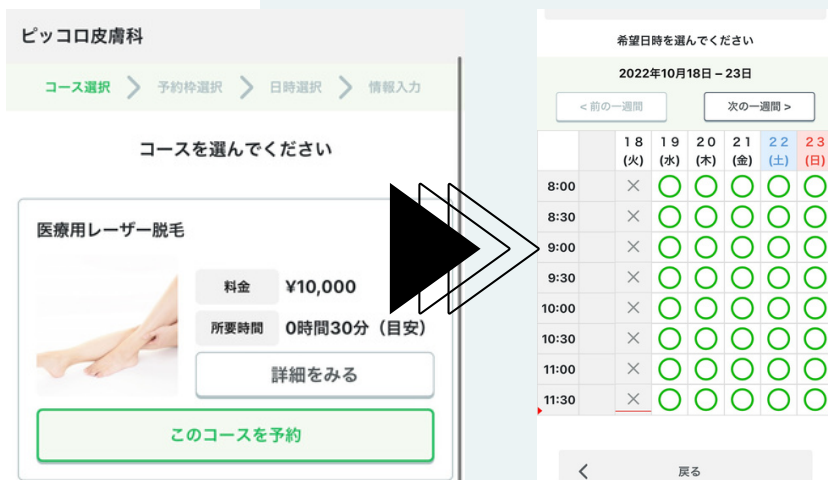 ピッコロ皮膚科
コース選択 予約枠選択 日時選択 情報入力
コースを選んでください
医療用レーザー脱毛
料金 ¥10,000
所要時間 0時間30分（目安）
詳細をみる
このコースを予約
希望日時を選んでください
2022年10月18日 – 23日
< 前の一週間 次の一週間 >
18 19 20 21 22 23
(火) (水) (木) (金) (土) (日)
8:00 × ◯ ◯ ◯ ◯ ◯
8:30 × ◯ ◯ ◯ ◯ ◯
9:00 × ◯ ◯ ◯ ◯ ◯
9:30 × ◯ ◯ ◯ ◯ ◯
10:00 × ◯ ◯ ◯ ◯ ◯
10:30 × ◯ ◯ ◯ ◯ ◯
11:00 × ◯ ◯ ◯ ◯ ◯
11:30 × ◯ ◯ ◯ ◯ ◯
戻る